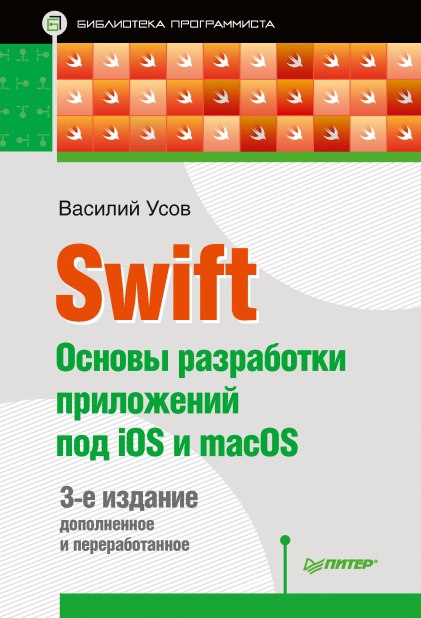 БИБЛИОТЕКА ПРОГРАММИСТА
Василий Усов
Swift
Основы разработки
приложений
под iOS и macOS
3-е издание
дополненное
и переработанное
ПИТЕР®